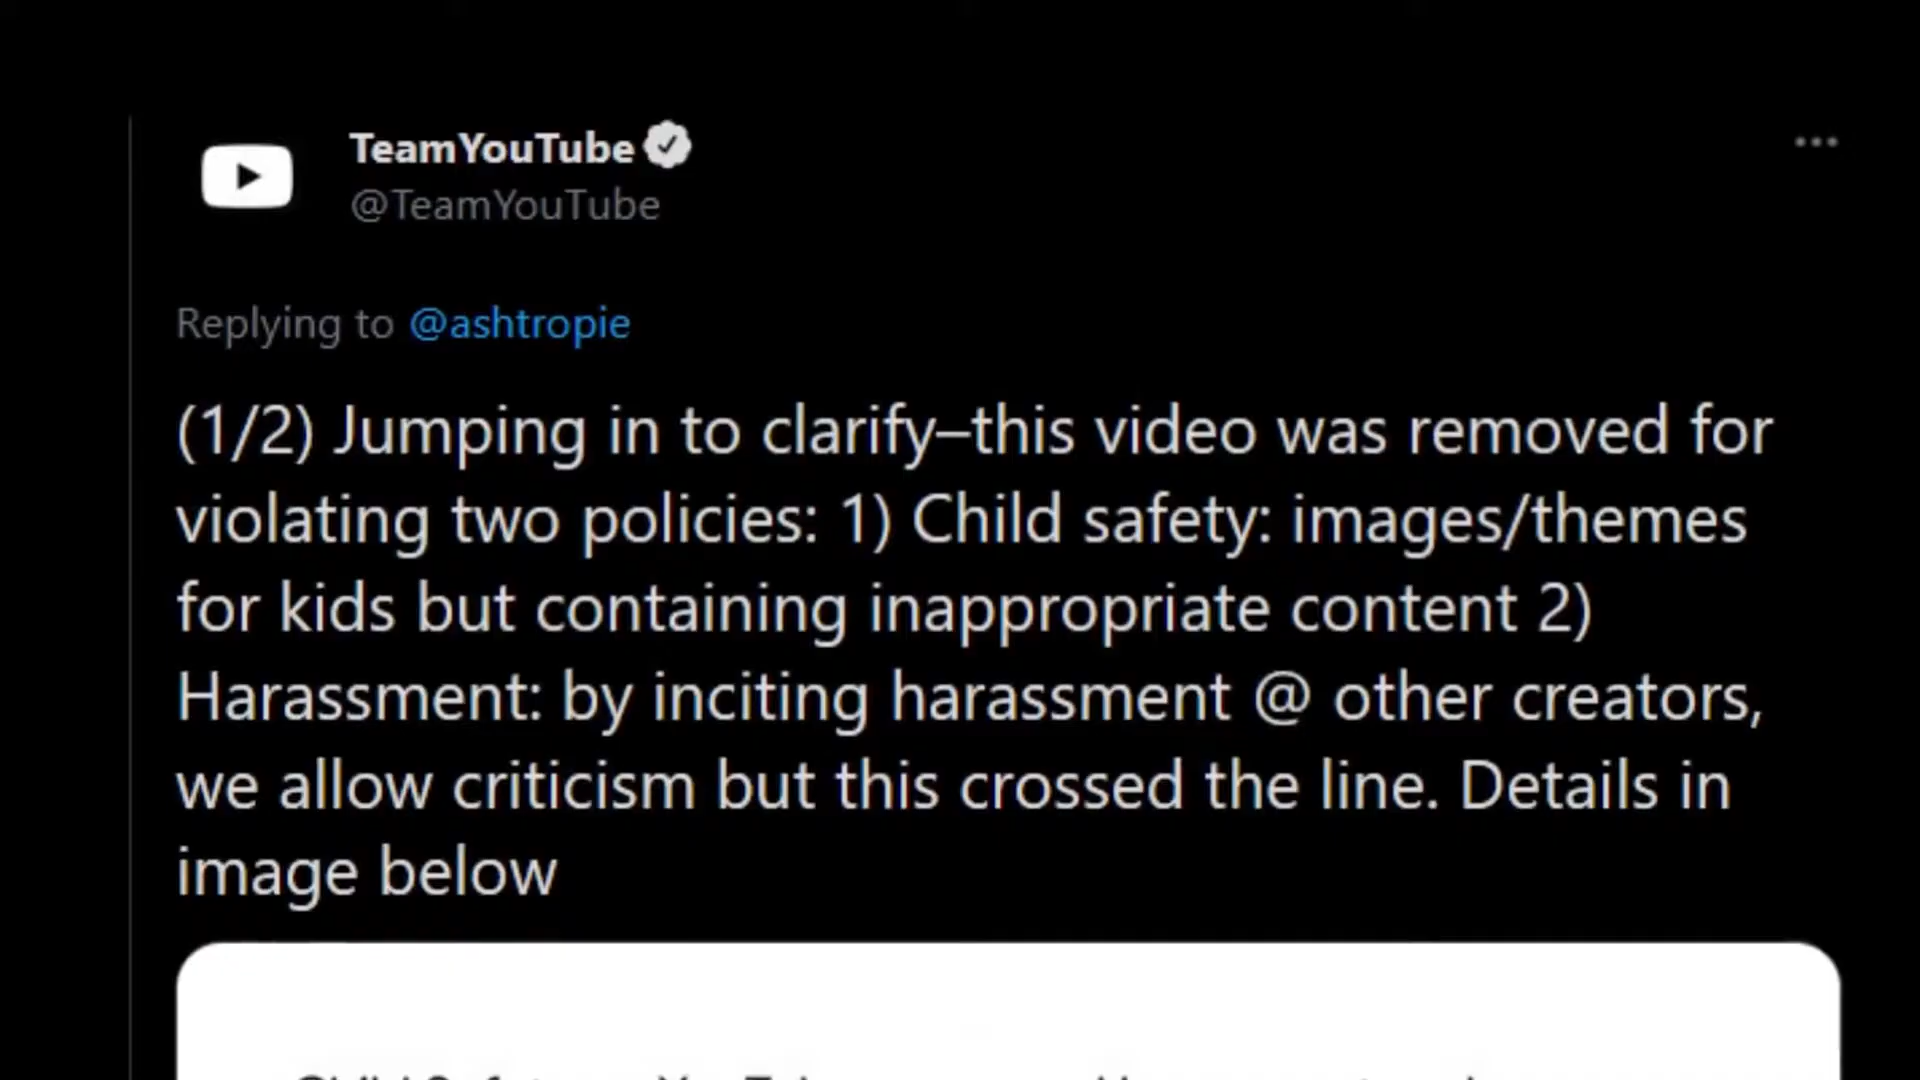 TeamYouTube
@TeamYouTube
Replying to @ashtropie
(1/2) Jumping in to clarify–this video was removed for
violating two policies: 1) Child safety: images/themes
for kids but containing inappropriate content 2)
Harassment: by inciting harassment @ other creators,
we allow criticism but this crossed the line. Details in
image below